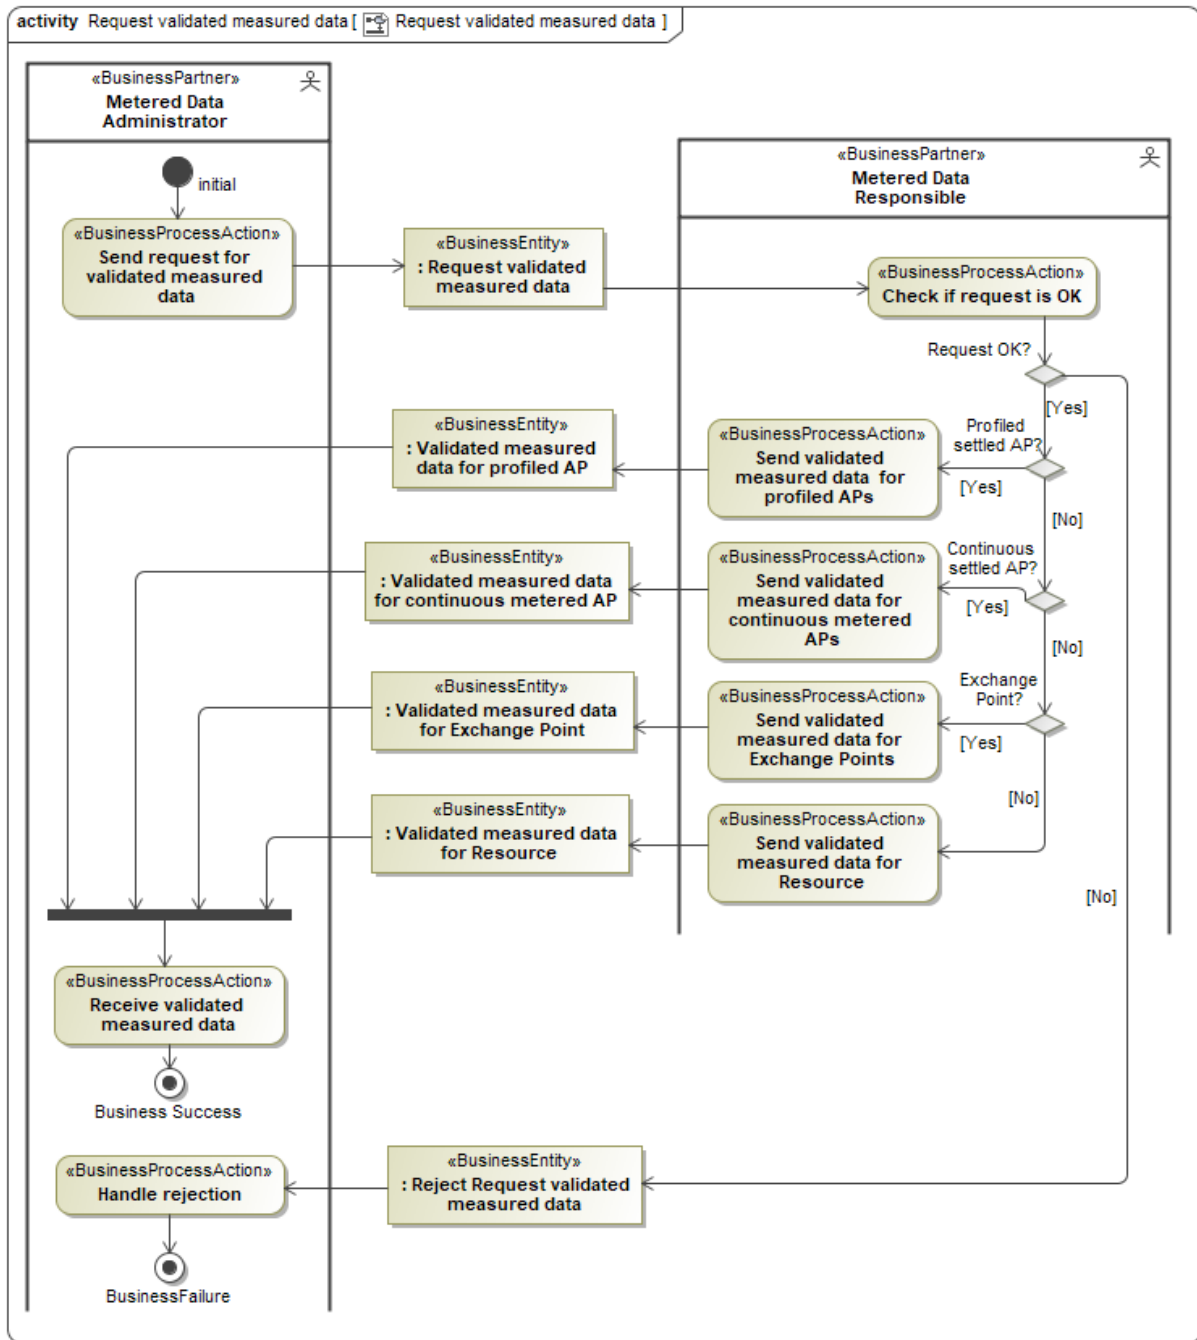 activity Request validated measured data [ Request validated measured data ]
«BusinessPartner»
Metered Data
Administrator
«BusinessPartner»
Metered Data
Responsible
initial
«BusinessProcessAction»
Send request for
validated measured
data
«BusinessEntity»
: Request validated
measured data
«BusinessProcessAction»
Check if request is OK
Request OK?
[Yes]
«BusinessEntity»
: Validated measured
data for profiled AP
«BusinessProcessAction»
Send validated
measured data for
profiled APs
Profiled
settled AP?
[Yes]
[No]
«BusinessEntity»
: Validated measured data
for continuous metered AP
«BusinessProcessAction»
Send validated
measured data for
continuous metered
APs
Continuous
settled AP?
[Yes]
[No]
«BusinessEntity»
: Validated measured data
for Exchange Point
«BusinessProcessAction»
Send validated
measured data for
Exchange Points
Exchange
Point?
[Yes]
[No]
«BusinessEntity»
: Validated measured data
for Resource
«BusinessProcessAction»
Send validated
measured data for
Resource
[No]
«BusinessProcessAction»
Receive validated
measured data
Business Success
«BusinessProcessAction»
Handle rejection
«BusinessEntity»
: Reject Request validated
measured data
BusinessFailure